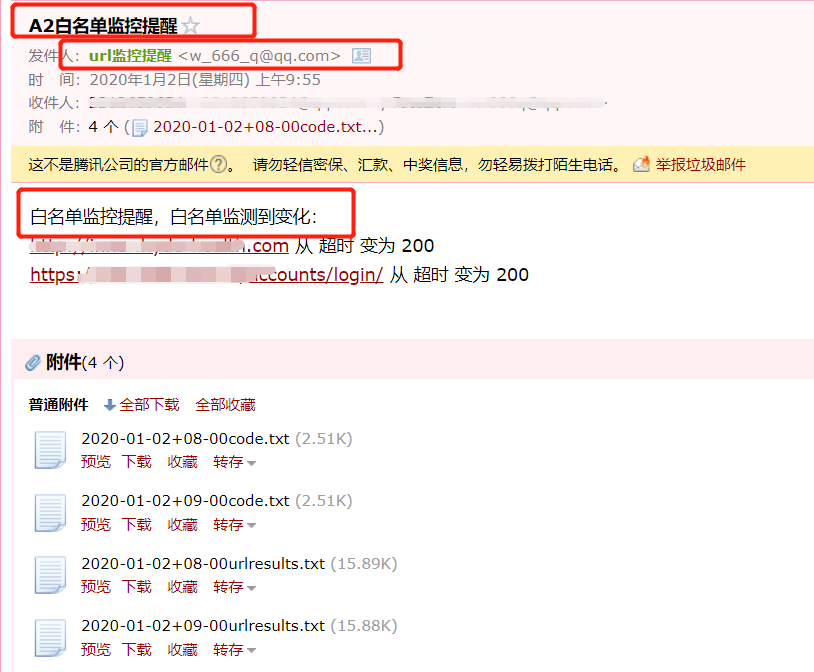 A2白名单监控提醒
发件人：url监控提醒 <w_666_q@qq.com>
时 间：2020年1月2日(星期四) 上午9:55
收件人：
附 件：4 个 (2020-01-02+08-00code.txt...)
这不是腾讯公司的官方邮件?。 请勿轻信密保、汇款、中奖信息，勿轻易拨打陌生电话。 举报垃圾邮件
白名单监控提醒，白名单监测到变化：
.com 从 超时 变为 200
https:/ccounts/login/ 从 超时 变为 200
附件(4 个)
普通附件 全部下载 全部收藏
2020-01-02+08-00code.txt (2.51K)
预览 下载 收藏 转存
2020-01-02+09-00code.txt (2.51K)
预览 下载 收藏 转存
2020-01-02+08-00urlresults.txt (15.89K)
预览 下载 收藏 转存
2020-01-02+09-00urlresults.txt (15.88K)
预览 下载 收藏 转存